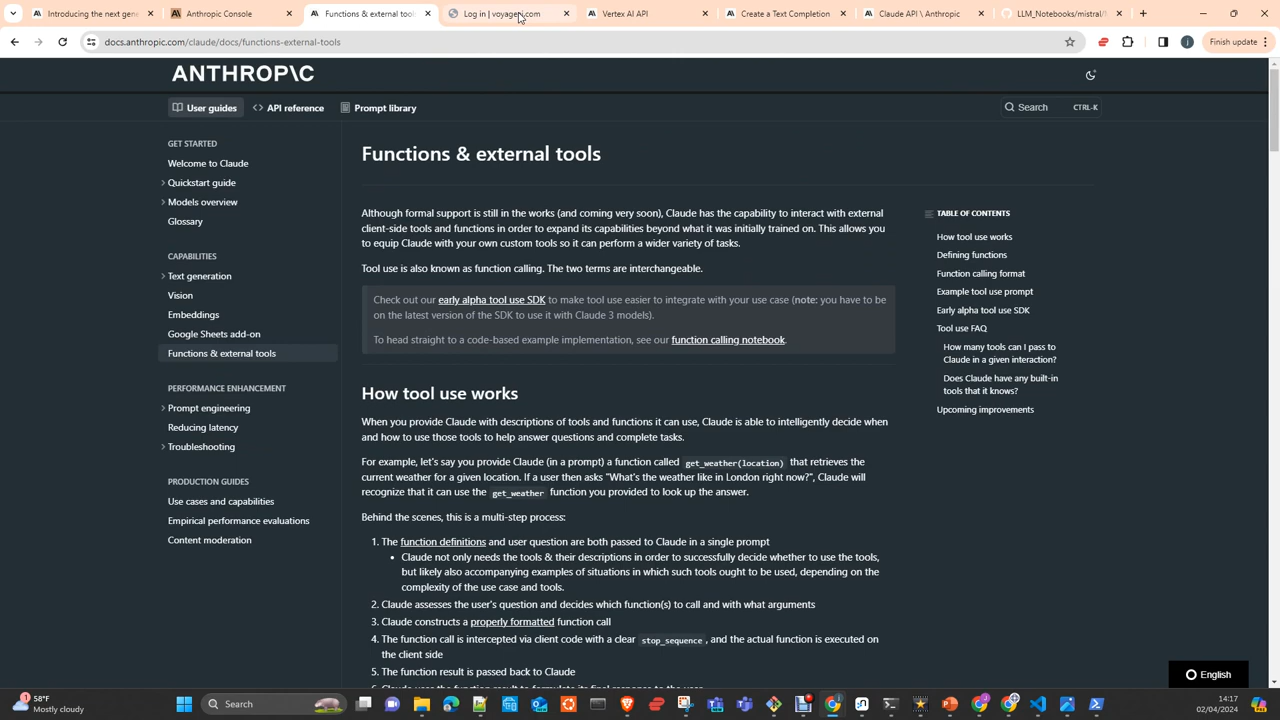 Introducing the next gene
Anthropic Console
Functions & external tools
Log in | voyageai.com
Vertex AI API
Create a Text Completion
Claude API \ Anthropic
LLM_Notebooks/mistral/
docs.anthropic.com/claude/docs/functions-external-tools
Finish update
ANTHROP\C
User guides
API reference
Prompt library
Search
CTRL-K
GET STARTED
Welcome to Claude
Quickstart guide
Models overview
Glossary
CAPABILITIES
Text generation
Vision
Embeddings
Google Sheets add-on
Functions & external tools
PERFORMANCE ENHANCEMENT
Prompt engineering
Reducing latency
Troubleshooting
PRODUCTION GUIDES
Use cases and capabilities
Empirical performance evaluations
Content moderation
Functions & external tools
Although formal support is still in the works (and coming very soon), Claude has the capability to interact with external
client-side tools and functions in order to expand its capabilities beyond what it was initially trained on. This allows you
to equip Claude with your own custom tools so it can perform a wider variety of tasks.
Tool use is also known as function calling. The two terms are interchangeable.
Check out our early alpha tool use SDK to make tool use easier to integrate with your use case (note: you have to be
on the latest version of the SDK to use it with Claude 3 models).
To head straight to a code-based example implementation, see our function calling notebook.
How tool use works
When you provide Claude with descriptions of tools and functions it can use, Claude is able to intelligently decide when
and how to use those tools to help answer questions and complete tasks.
For example, let's say you provide Claude (in a prompt) a function called get_weather(location) that retrieves the
current weather for a given location. If a user then asks "What's the weather like in London right now?", Claude will
recognize that it can use the get_weather function you provided to look up the answer.
Behind the scenes, this is a multi-step process:
1. The function definitions and user question are both passed to Claude in a single prompt
• Claude not only needs the tools & their descriptions in order to successfully decide whether to use the tools,
but likely also accompanying examples of situations in which such tools ought to be used, depending on the
complexity of the use case and tools.
2. Claude assesses the user's question and decides which function(s) to call and with what arguments
3. Claude constructs a properly formatted function call
4. The function call is intercepted via client code with a clear stop_sequence, and the actual function is executed on
the client side
5. The function result is passed back to Claude
TABLE OF CONTENTS
How tool use works
Defining functions
Function calling format
Example tool use prompt
Early alpha tool use SDK
Tool use FAQ
How many tools can I pass to
Claude in a given interaction?
Does Claude have any built-in
tools that it knows?
Upcoming improvements
English
1
58°F
Mostly cloudy
Search
14:17
02/04/2024